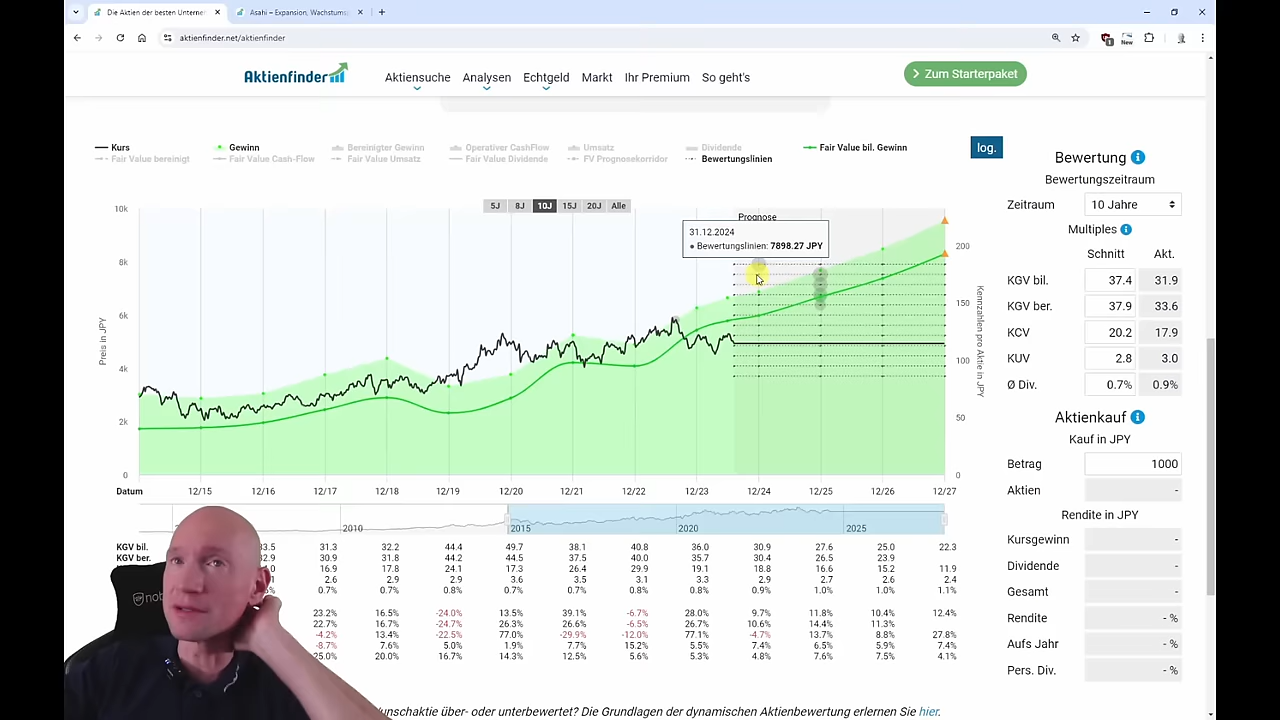 Die Aktien der besten Unterne
Asahi – Expansion, Wachstums
aktienfinder.net/aktienfinder
New
Aktienfinder
Aktiensuche Analysen Echtgeld Markt Ihr Premium So geht's
Zum Starterpaket
Kurs Gewinn Bereinigter Gewinn Operativer CashFlow Umsatz Dividende Fair Value bil. Gewinn
Fair Value bereinigt Fair Value Cash-Flow Fair Value Umsatz Fair Value Dividende FV Prognosekorridor Bewertungslinien
log.
5J 8J 10J 15J 20J Alle
Prognose
31.12.2024
Bewertungslinien: 7898.27 JPY
10k
8k
6k
4k
2k
0
Preis in JPY
200
150
100
50
0
Kennzahlen pro Aktie in JPY
Datum 12/15 12/16 12/17 12/18 12/19 12/20 12/21 12/22 12/23 12/24 12/25 12/26 12/27
2010 2015 2020 2025
KGV bil. 33.5 31.3 32.2 44.4 49.7 38.1 40.8 36.0 30.9 27.6 25.0 22.3
KGV ber. 32.9 30.9 31.8 44.2 44.5 37.5 40.0 35.7 30.4 26.5 23.9
16.9 17.8 24.1 17.3 26.4 29.9 19.1 18.8 16.6 15.2 11.9
2.6 2.9 2.9 3.6 3.5 3.1 3.3 2.9 2.7 2.6 2.4
0.7% 0.7% 0.8% 0.7% 0.7% 0.8% 0.8% 0.9% 1.0% 1.0% 1.1%
23.2% 16.5% -24.0% 13.5% 39.1% -6.7% 28.0% 9.7% 11.8% 10.4% 12.4%
22.7% 16.7% -24.7% 26.3% 26.6% -6.5% 26.7% 10.6% 14.4% 11.3%
-4.2% 13.4% -22.5% 77.0% -29.9% -12.0% 77.1% -4.7% 13.7% 8.8% 27.8%
-8.7% 7.6% 5.0% 1.9% 7.7% 15.2% 5.5% 7.4% 6.5% 5.9% 7.4%
25.0% 20.0% 16.7% 14.3% 12.5% 5.6% 5.3% 4.8% 7.6% 7.5% 4.1%
Bewertung
Bewertungszeitraum
Zeitraum 10 Jahre
Multiples
Schnitt Akt.
KGV bil. 37.4 31.9
KGV ber. 37.9 33.6
KCV 20.2 17.9
KUV 2.8 3.0
Ø Div. 0.7% 0.9%
Aktienkauf
Kauf in JPY
Betrag 1000
Aktien -
Rendite in JPY
Kursgewinn -
Dividende -
Gesamt -
Rendite - %
Aufs Jahr - %
Pers. Div. - %
nob
unschaktie über- oder unterbewertet? Die Grundlagen der dynamischen Aktienbewertung erlernen Sie hier.